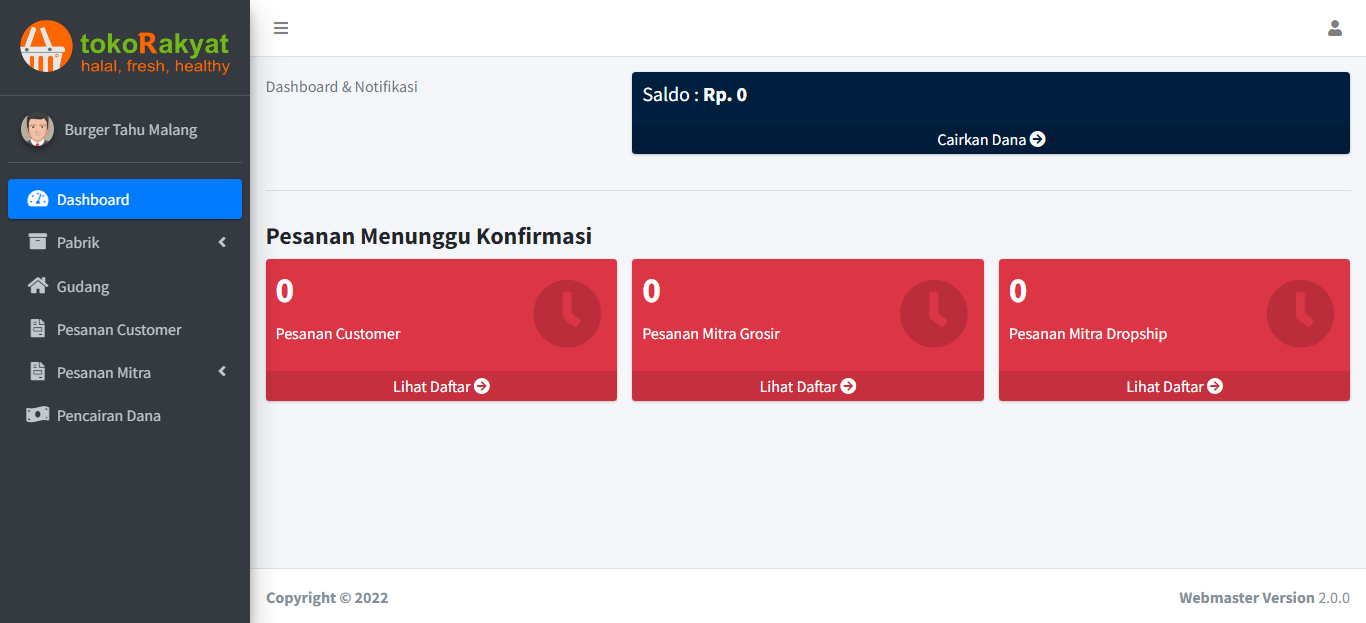 tokoRakyat
halal, fresh, healthy
Burger Tahu Malang
Dashboard
Pabrik
Gudang
Pesanan Customer
Pesanan Mitra
Pencairan Dana
Dashboard & Notifikasi
Saldo : Rp. 0
Cairkan Dana
Pesanan Menunggu Konfirmasi
0
Pesanan Customer
Lihat Daftar
0
Pesanan Mitra Grosir
Lihat Daftar
0
Pesanan Mitra Dropship
Lihat Daftar
Copyright © 2022
Webmaster Version 2.0.0